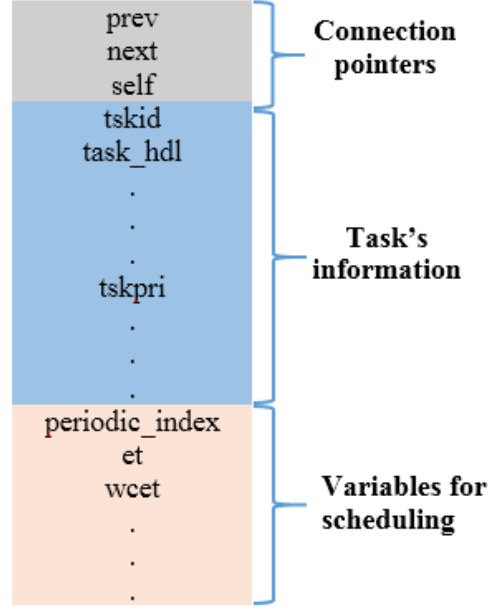 prev
next
self
Connection
pointers
tskid
task_hdl
.
.
.
tskpri
.
.
.
Task's
information
periodic_index
et
wcet
.
.
.
Variables for
scheduling